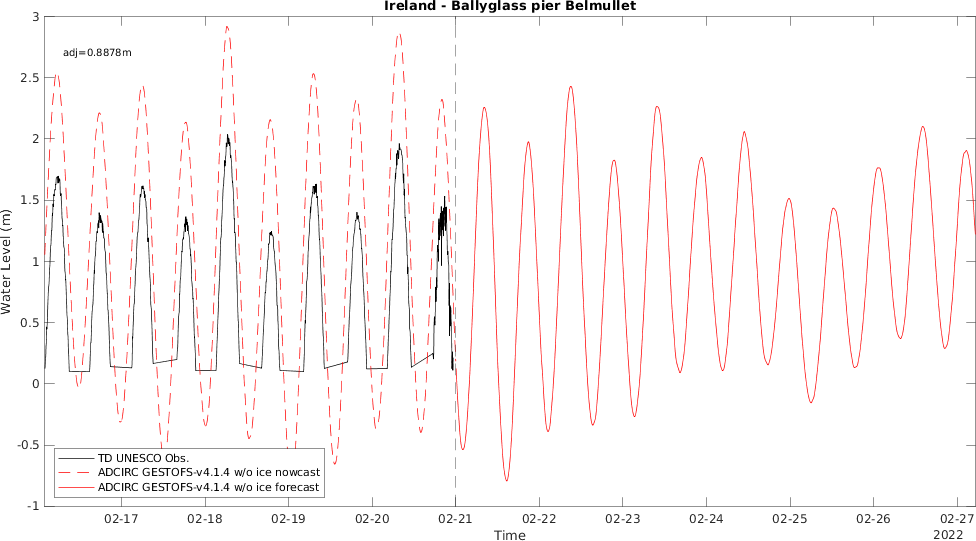 Ireland - Ballyglass pier Belmullet
adj=0.8878m
3
2.5
2
1.5
1
0.5
0
-0.5
-1
Water Level (m)
TD UNESCO Obs.
ADCIRC GESTOFS-v4.1.4 w/o ice nowcast
ADCIRC GESTOFS-v4.1.4 w/o ice forecast
02-17 02-18 02-19 02-20 02-21 02-22 02-23 02-24 02-25 02-26 02-27
Time
2022